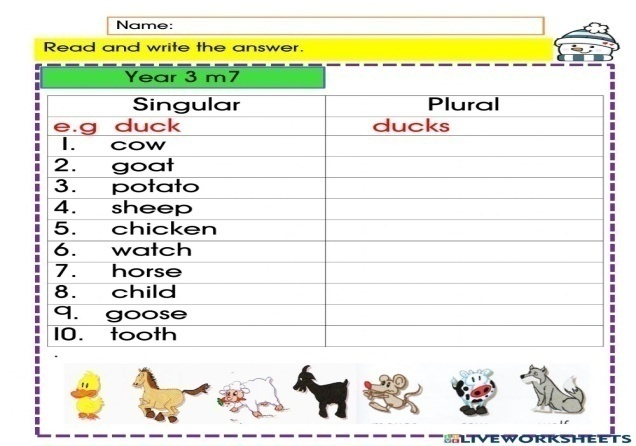 Name:
Read and write the answer.
Year 3 m7
Singular Plural
e.g duck ducks
1. cow
2. goat
3. potato
4. sheep
5. chicken
6. watch
7. horse
8. child
9. goose
10. tooth
.
LIVEWORKSHEETS